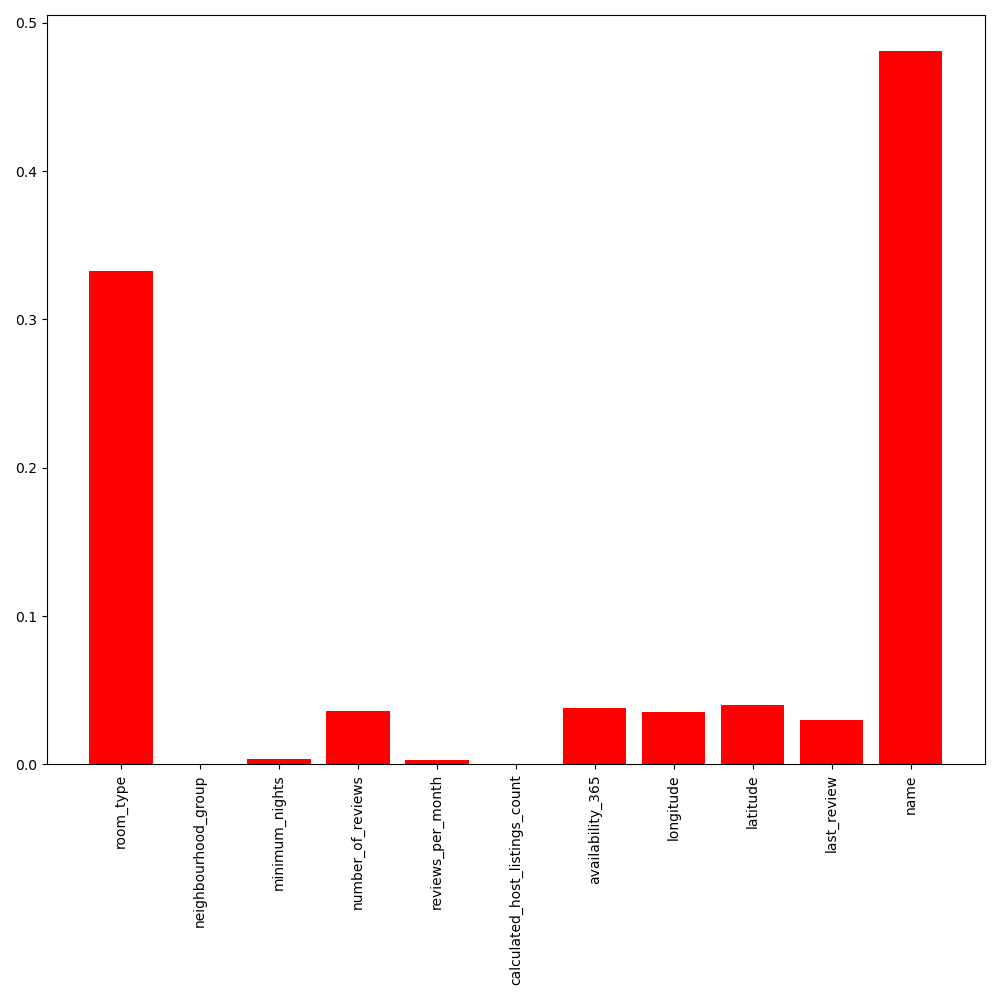 0.5
0.4
0.3
0.2
0.1
0.0
room_type
neighbourhood_group
minimum_nights
number_of_reviews
reviews_per_month
calculated_host_listings_count
availability_365
longitude
latitude
last_review
name